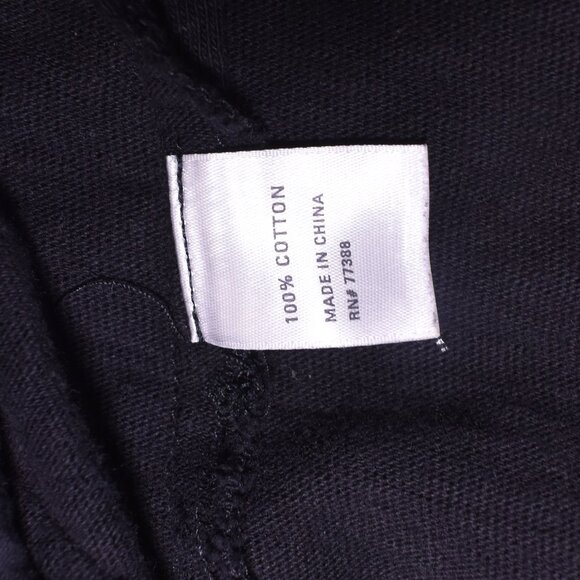 100% COTTON
MADE IN CHINA
RN# 77388